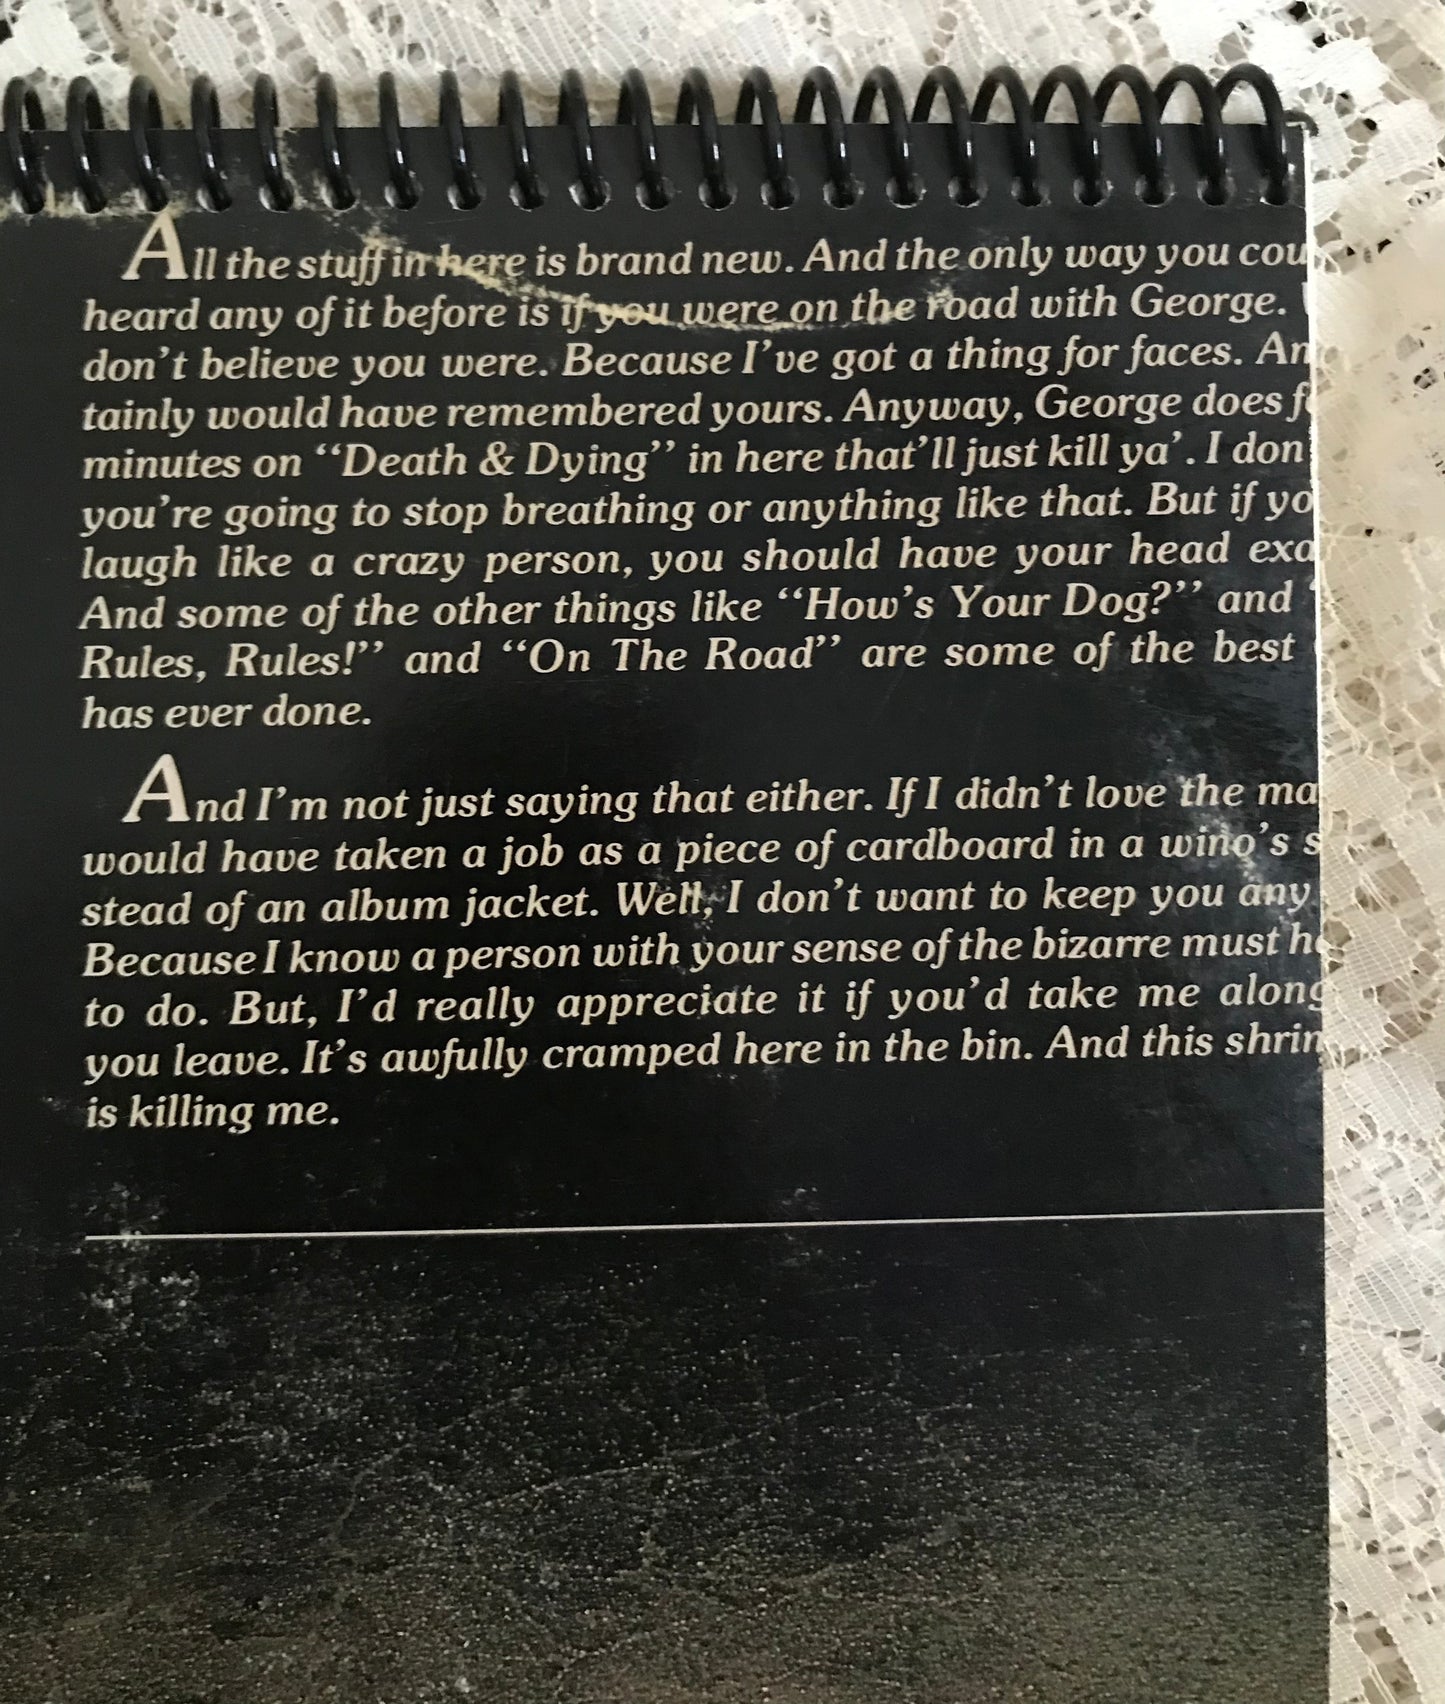 All the stuff in here is brand new. And the only way you cou
heard any of it before is if you were on the road with George.
don't believe you were. Because I've got a thing for faces. An
tainly would have remembered yours. Anyway, George does f
minutes on “Death & Dying” in here that'll just kill ya'. I don
you're going to stop breathing or anything like that. But if yo
laugh like a crazy person, you should have your head exa
And some of the other things like “How's Your Dog?” and “
Rules, Rules!” and “On The Road” are some of the best
has ever done.
And I'm not just saying that either. If I didn't love the ma
would have taken a job as a piece of cardboard in a wino's s
stead of an album jacket. Well, I don't want to keep you any
Because I know a person with your sense of the bizarre must h
to do. But, I'd really appreciate it if you'd take me along
you leave. It's awfully cramped here in the bin. And this shrin
is killing me.